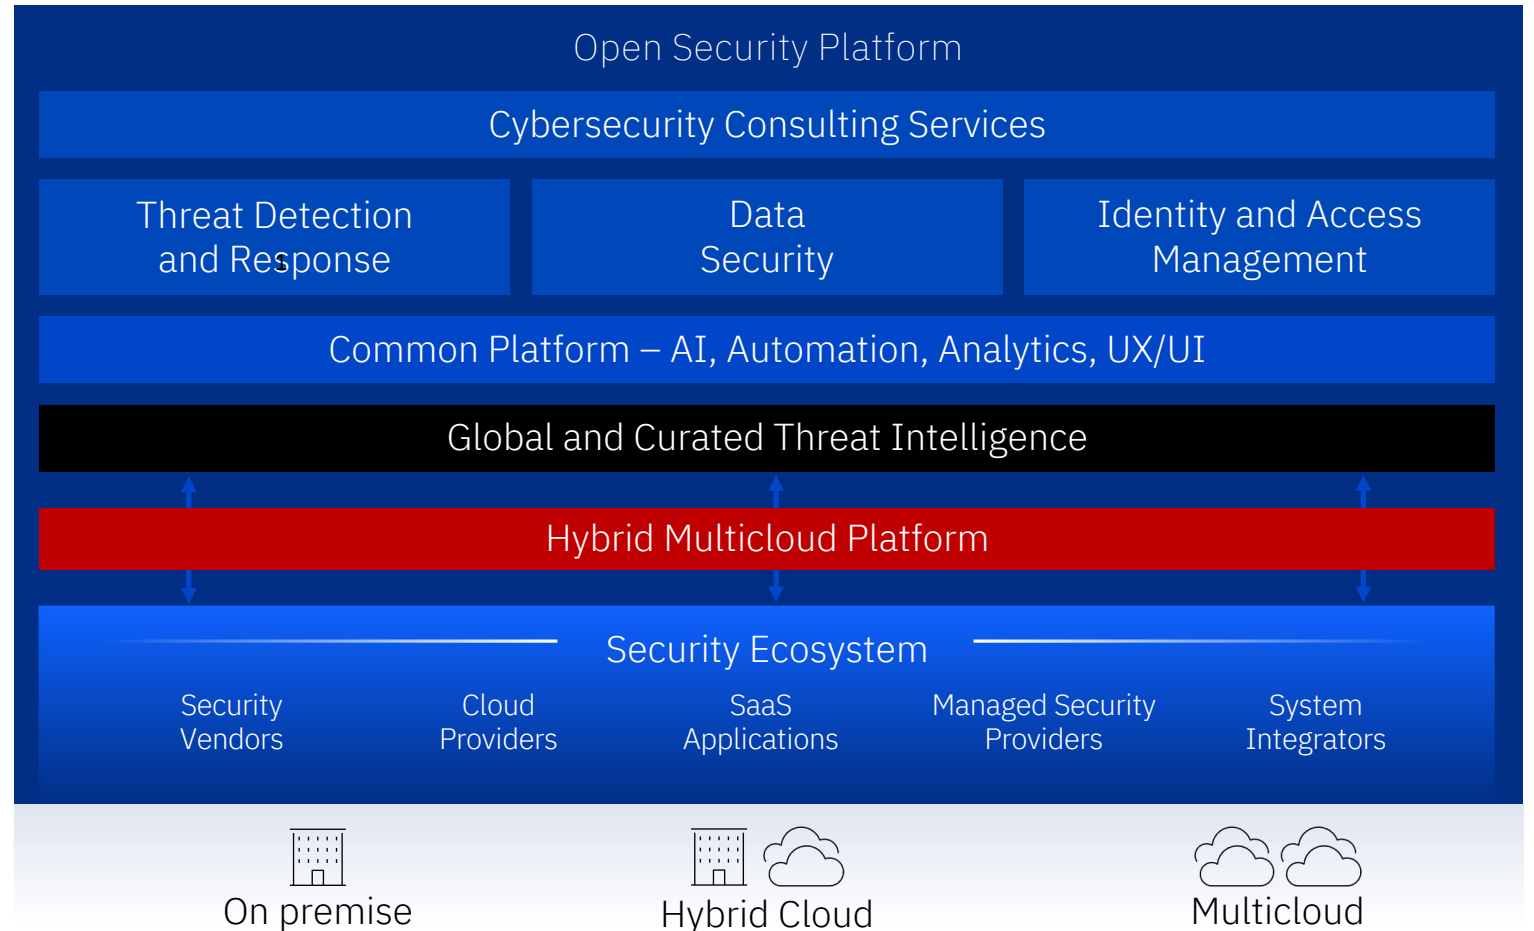 Open Security Platform
Cybersecurity Consulting Services
Threat Detection
and Response
Data
Security
Identity and Access
Management
Common Platform – AI, Automation, Analytics, UX/UI
Global and Curated Threat Intelligence
Hybrid Multicloud Platform
Security Ecosystem
Security
Vendors
Cloud
Providers
SaaS
Applications
Managed Security
Providers
System
Integrators
On premise
Hybrid Cloud
Multicloud